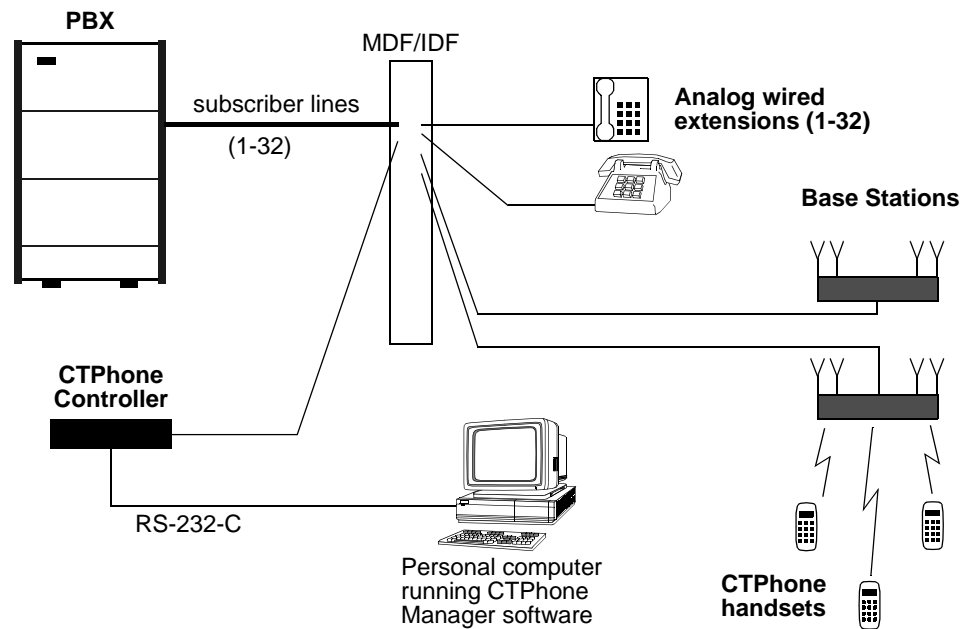 PBX
MDF/IDF
subscriber lines
(1-32)
Analog wired
extensions (1-32)
Base Stations
CTPhone
Controller
RS-232-C
Personal computer
running CTPhone
Manager software
CTPhone
handsets